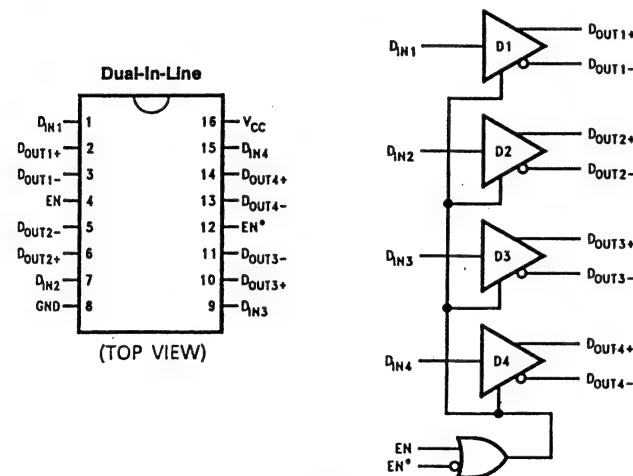 Dual-In-Line
DIN1 1 16 VCC
DOUT1+ 2 15 DIN4
DOUT1- 3 14 DOUT4+
EN 4 13 DOUT4-
DOUT2- 5 12 EN*
DOUT2+ 6 11 DOUT3-
DIN2 7 10 DOUT3+
GND 8 9 DIN3
(TOP VIEW)
DIN1 D1 DOUT1+
DOUT1-
DIN2 D2 DOUT2+
DOUT2-
DIN3 D3 DOUT3+
DOUT3-
DIN4 D4 DOUT4+
DOUT4-
EN
EN*